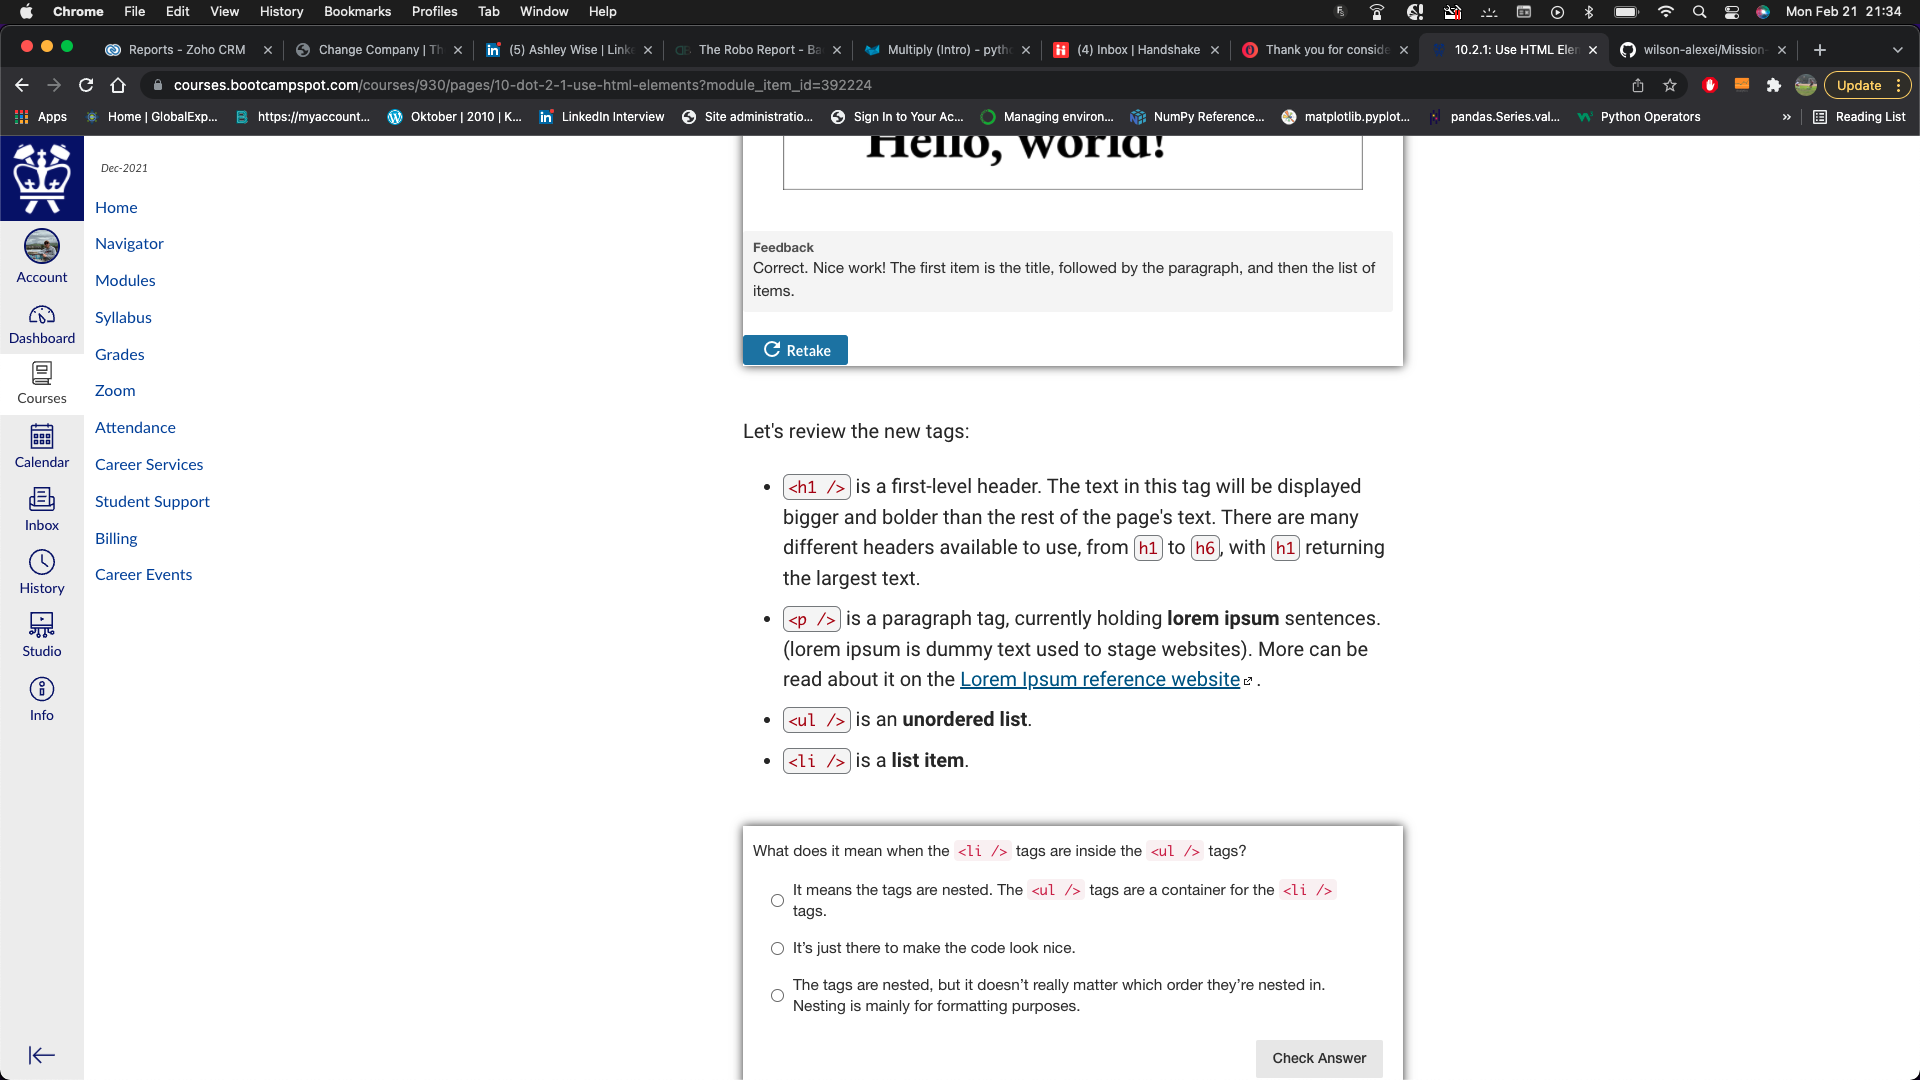 Chrome File Edit View History Bookmarks Profiles Tab Window Help Mon Feb 21 21:34
Reports - Zoho CRM Change Company | Th (5) Ashley Wise | Linke The Robo Report - Ba Multiply (Intro) - pytho (4) Inbox | Handshake Thank you for conside 10.2.1: Use HTML Elem wilson-alexei/Mission-
courses.bootcampspot.com/courses/930/pages/10-dot-2-1-use-html-elements?module_item_id=392224 Update
Apps Home | GlobalExp... https://myaccount... Oktober | 2010 | K... LinkedIn Interview Site administratio... Sign In to Your Ac... Managing environ... NumPy Reference... matplotlib.pyplot... pandas.Series.val... Python Operators » Reading List
Dec-2021
Home
Navigator
Modules
Syllabus
Grades
Zoom
Attendance
Career Services
Student Support
Billing
Career Events
Account
Dashboard
Courses
Calendar
Inbox
History
Studio
Info
Hello, world!
Feedback
Correct. Nice work! The first item is the title, followed by the paragraph, and then the list of
items.
Retake
Let's review the new tags:
• <h1 /> is a first-level header. The text in this tag will be displayed
bigger and bolder than the rest of the page's text. There are many
different headers available to use, from h1 to h6, with h1 returning
the largest text.
• <p /> is a paragraph tag, currently holding lorem ipsum sentences.
(lorem ipsum is dummy text used to stage websites). More can be
read about it on the Lorem Ipsum reference website .
• <ul /> is an unordered list.
• <li /> is a list item.
What does it mean when the <li /> tags are inside the <ul /> tags?
It means the tags are nested. The <ul /> tags are a container for the <li />
tags.
It’s just there to make the code look nice.
The tags are nested, but it doesn’t really matter which order they’re nested in.
Nesting is mainly for formatting purposes.
Check Answer